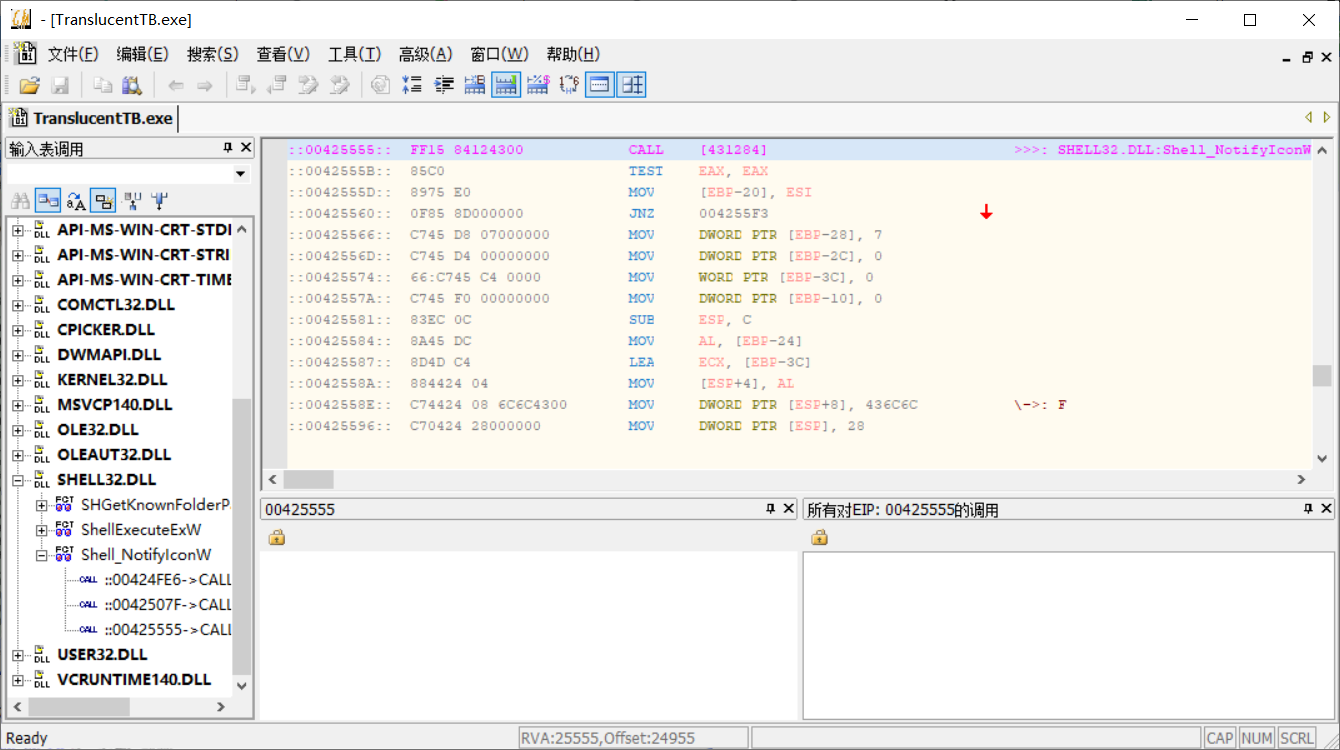 - [TranslucentTB.exe]
文件(F) 编辑(E) 搜索(S) 查看(V) 工具(T) 高级(A) 窗口(W) 帮助(H)
TranslucentTB.exe
输入表调用
API-MS-WIN-CRT-STDI
API-MS-WIN-CRT-STRI
API-MS-WIN-CRT-TIME
COMCTL32.DLL
CPICKER.DLL
DWMAPI.DLL
KERNEL32.DLL
MSVCP140.DLL
OLE32.DLL
OLEAUT32.DLL
SHELL32.DLL
SHGetKnownFolderP
ShellExecuteExW
Shell_NotifyIconW
CALL ::00424FE6->CALL
CALL ::0042507F->CALL
CALL ::00425555->CALL
USER32.DLL
VCRUNTIME140.DLL
::00425555:: FF15 84124300 CALL [431284] >>>: SHELL32.DLL:Shell_NotifyIconW
::0042555B:: 85C0 TEST EAX, EAX
::0042555D:: 8975 E0 MOV [EBP-20], ESI
::00425560:: 0F85 8D000000 JNZ 004255F3
::00425566:: C745 D8 07000000 MOV DWORD PTR [EBP-28], 7
::0042556D:: C745 D4 00000000 MOV DWORD PTR [EBP-2C], 0
::00425574:: 66:C745 C4 0000 MOV WORD PTR [EBP-3C], 0
::0042557A:: C745 F0 00000000 MOV DWORD PTR [EBP-10], 0
::00425581:: 83EC 0C SUB ESP, C
::00425584:: 8A45 DC MOV AL, [EBP-24]
::00425587:: 8D4D C4 LEA ECX, [EBP-3C]
::0042558A:: 884424 04 MOV [ESP+4], AL
::0042558E:: C74424 08 6C6C4300 MOV DWORD PTR [ESP+8], 436C6C \->: F
::00425596:: C70424 28000000 MOV DWORD PTR [ESP], 28
00425555
所有对EIP: 00425555的调用
Ready
RVA:25555,Offset:24955
CAP NUM SCRL